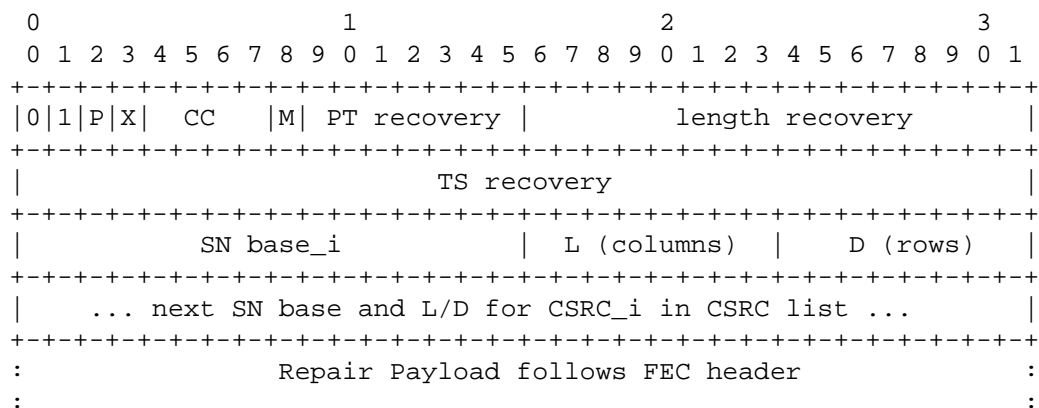 0                   1                   2                   3
 0 1 2 3 4 5 6 7 8 9 0 1 2 3 4 5 6 7 8 9 0 1 2 3 4 5 6 7 8 9 0 1
+-+-+-+-+-+-+-+-+-+-+-+-+-+-+-+-+-+-+-+-+-+-+-+-+-+-+-+-+-+-+-+-+
|0|1|P|X|  CC   |M| PT recovery |         length recovery       |
+-+-+-+-+-+-+-+-+-+-+-+-+-+-+-+-+-+-+-+-+-+-+-+-+-+-+-+-+-+-+-+-+
|                          TS recovery                          |
+-+-+-+-+-+-+-+-+-+-+-+-+-+-+-+-+-+-+-+-+-+-+-+-+-+-+-+-+-+-+-+-+
|           SN base_i           |  L (columns)  |    D (rows)   |
+-+-+-+-+-+-+-+-+-+-+-+-+-+-+-+-+-+-+-+-+-+-+-+-+-+-+-+-+-+-+-+-+
|    ... next SN base and L/D for CSRC_i in CSRC list ...       |
+-+-+-+-+-+-+-+-+-+-+-+-+-+-+-+-+-+-+-+-+-+-+-+-+-+-+-+-+-+-+-+-+
:                Repair Payload follows FEC header              :
:                                                               :